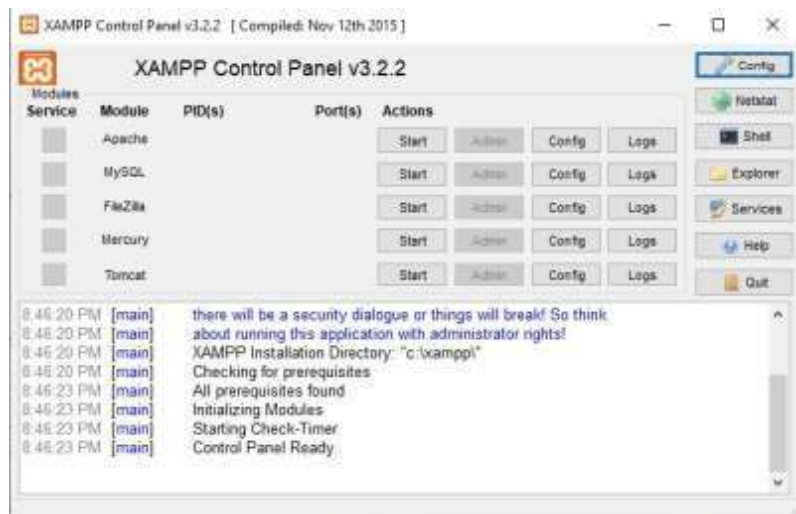 XAMPP Control Panel v3.2.2 [ Compiled: Nov 12th 2015 ]
XAMPP Control Panel v3.2.2
Config
Modules
Service Module PID(s) Port(s) Actions
Netstat
Apache Start Admin Config Logs
Shell
MySQL Start Admin Config Logs
Explorer
FileZilla Start Admin Config Logs
Services
Mercury Start Admin Config Logs
Help
Tomcat Start Admin Config Logs
Quit
8:46:20 PM [main] there will be a security dialogue or things will break! So think
8:46:20 PM [main] about running this application with administrator rights!
8:46:20 PM [main] XAMPP Installation Directory: "c:\xampp\"
8:46:20 PM [main] Checking for prerequisites
8:46:23 PM [main] All prerequisites found
8:46:23 PM [main] Initializing Modules
8:46:23 PM [main] Starting Check-Timer
8:46:23 PM [main] Control Panel Ready